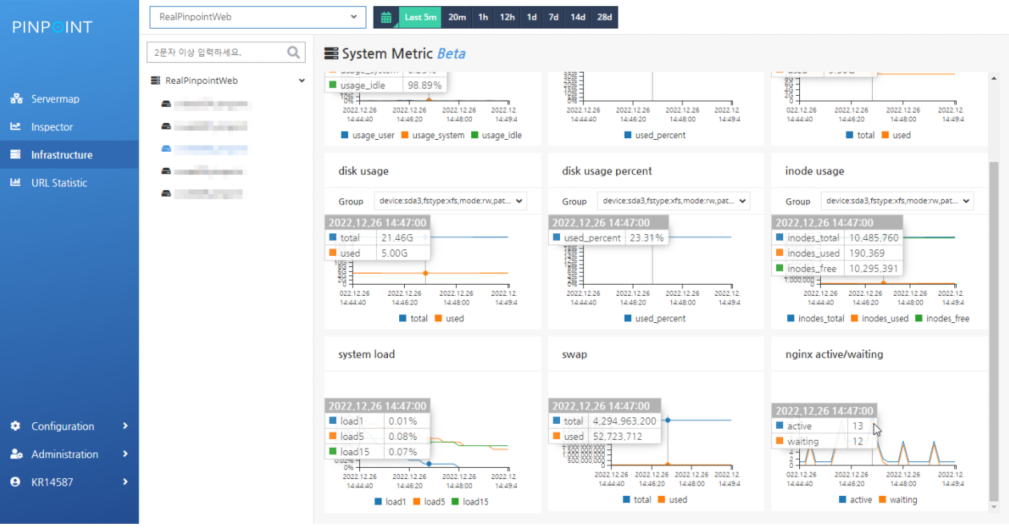 PINPOINT
Servermap
Inspector
Infrastructure
URL Statistic
Configuration
Administration
KR14587
RealPinpointWeb
Last 5m 20m 1h 12h 1d 7d 14d 28d
2문자 이상 입력하세요.
RealPinpointWeb
System Metric Beta
usage_idle 98.89%
0%
2022.12.26 14:44:40
2022.12.26 14:46:20
2022.12.26 14:48:00
2022.12. 14:49:4
usage_user usage_system usage_idle
0%
2022.12.26 14:44:40
2022.12.26 14:46:20
2022.12.26 14:48:00
2022.12. 14:49:4
used_percent
0
2022.12.26 14:44:40
2022.12.26 14:46:20
2022.12.26 14:48:00
2022.12. 14:49:4
total used
disk usage
Group device:sda3,fstype:xfs,mode:rw,pat...
2022.12.26 14:47:00
total 21.46G
used 5.00G
0
022.12.26 14:44:40
2022.12.26 14:46:20
2022.12.26 14:48:00
2022.12. 14:49:4
total used
disk usage percent
Group device:sda3,fstype:xfs,mode:rw,pat...
2022.12.26 14:47:00
used_percent 23.31%
0%
2022.12.26 14:44:40
2022.12.26 14:46:20
2022.12.26 14:48:00
2022.12. 14:49:4
used_percent
inode usage
Group device:sda3,fstype:xfs,mode:rw,pat...
2022.12.26 14:47:00
inodes_total 10,485,760
inodes_used 190,369
inodes_free 10,295,391
1,000,000
0
2022.12.26 14:44:40
2022.12.26 14:46:20
2022.12.26 14:48:00
2022.12. 14:49:4
inodes_total inodes_used inodes_free
system load
2022.12.26 14:47:00
load1 0.01%
load5 0.08%
load15 0.07%
0.02%
0%
2022.12.26 14:44:40
2022.12.26 14:46:20
2022.12.26 14:48:00
2022.12. 14:49:4
load1 load5 load15
swap
2022.12.26 14:47:00
total 4,294,963,200
used 52,723,712
500,000,000
0
2022.12.26 14:44:40
2022.12.26 14:46:20
2022.12.26 14:48:00
2022.12. 14:49:4
total used
nginx active/waiting
2022.12.26 14:47:00
active 13
waiting 12
4
2
0
2022.12.26 14:44:40
2022.12.26 14:46:20
2022.12.26 14:48:00
2022.12. 14:49:4
active waiting